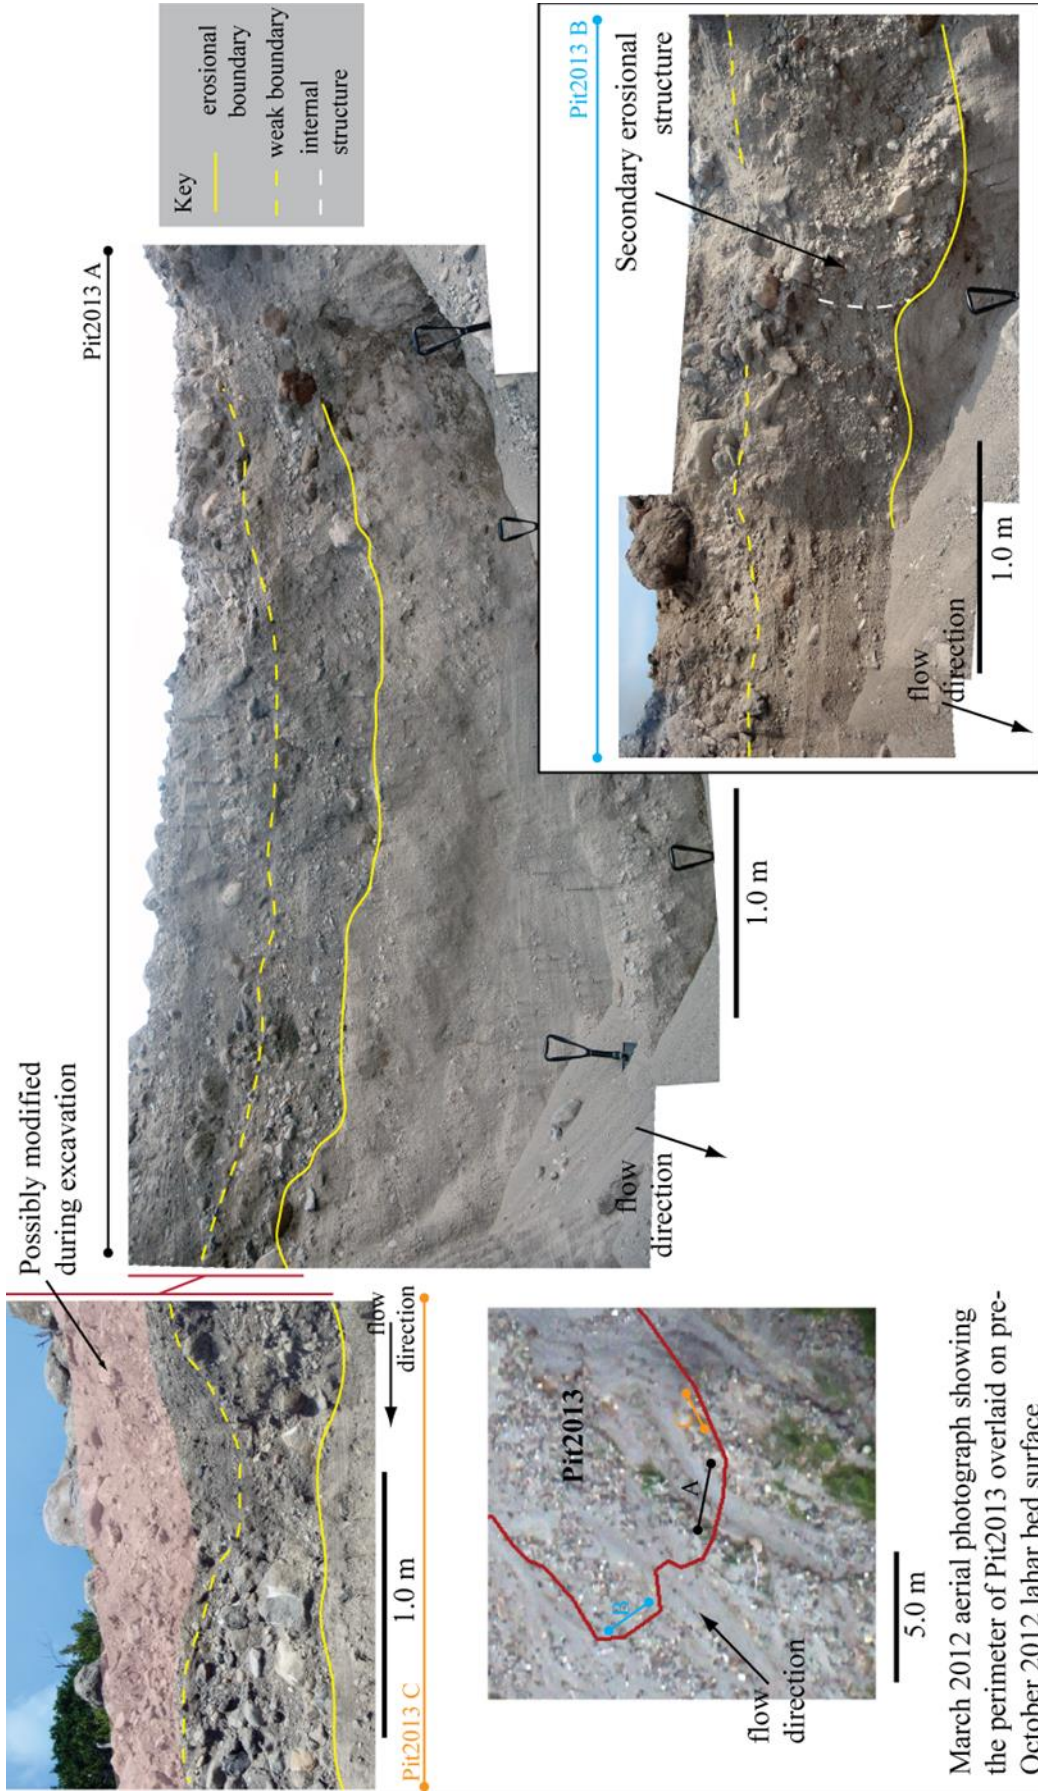 Possibly modified
during excavation
Pit2013 A
Key
erosional
boundary
weak boundary
internal
structure
flow
direction
1.0 m
Pit2013 C
1.0 m
flow
direction
Pit2013 B
Secondary erosional
structure
flow
direction
1.0 m
Pit2013
A
B
C
flow
direction
5.0 m
March 2012 aerial photograph showing
the perimeter of Pit2013 overlaid on pre-
October 2012 lahar bed surface